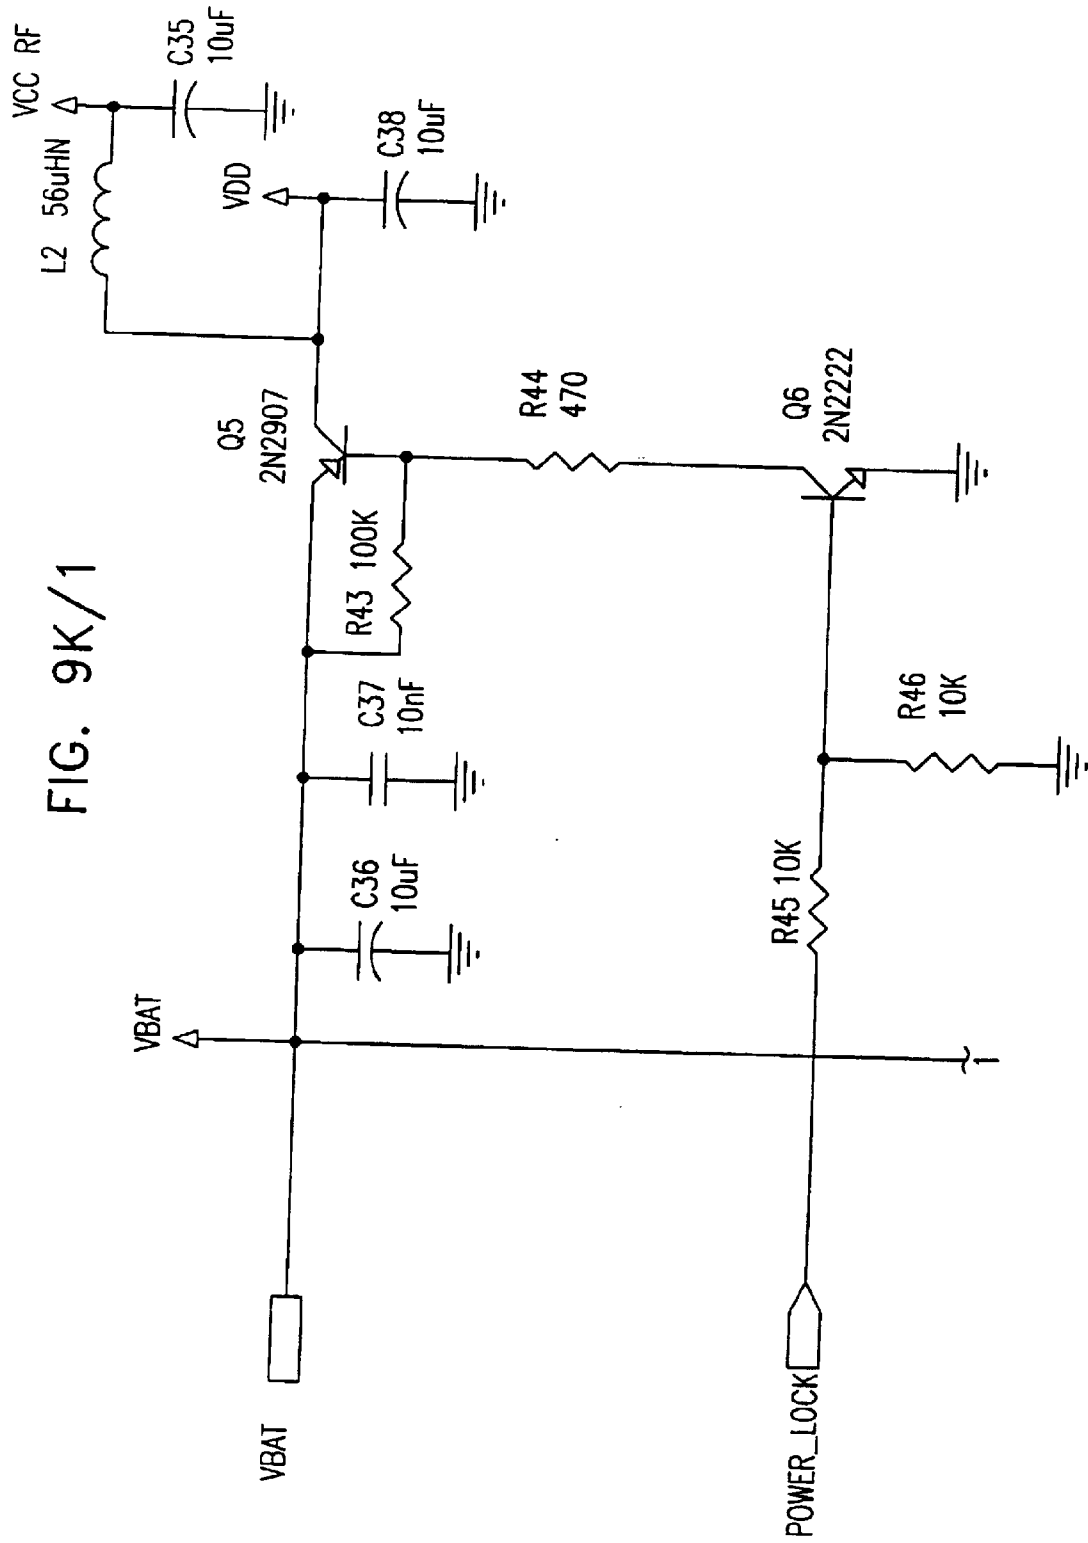 FIG. 9K/1
VBAT
VBAT
C36
10uF
C37
10nF
R43 100K
Q5
2N2907
L2 56uHN
VCC RF
C35
10uF
VDD
C38
10uF
R44
470
Q6
2N2222
POWER_LOCK
R45 10K
R46
10K
1